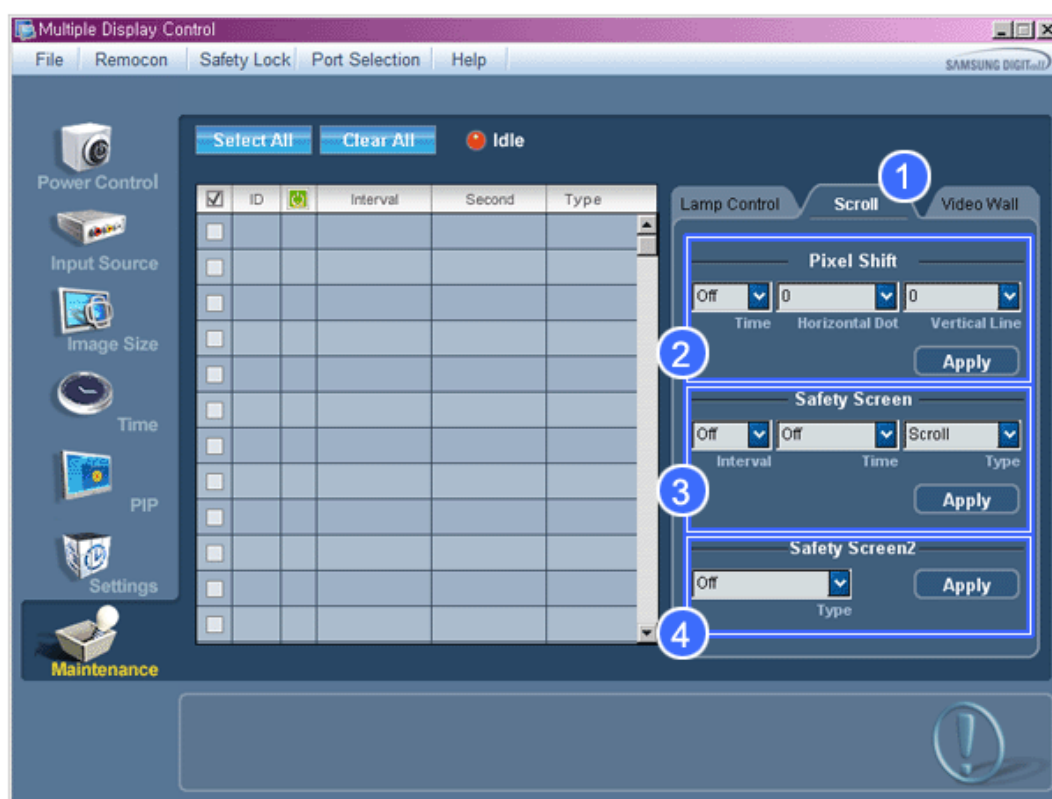 Multiple Display Control
File Remocon Safety Lock Port Selection Help
SAMSUNG DIGITall
Select All Clear All Idle
Power Control
Input Source
Image Size
Time
PIP
Settings
Maintenance
ID Interval Second Type
Lamp Control Scroll Video Wall
1
Pixel Shift
Off 0 0
Time Horizontal Dot Vertical Line
2
Apply
Safety Screen
Off Off Scroll
Interval Time Type
3
Apply
Safety Screen2
Off Apply
Type
4